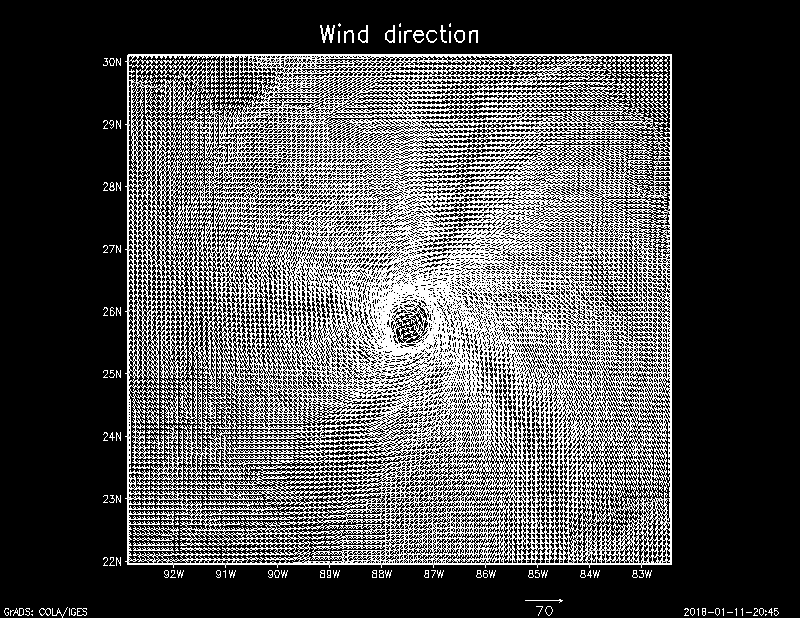 Wind direction
30N
29N
28N
27N
26N
25N
24N
23N
22N
92W 91W 90W 89W 88W 87W 86W 85W 84W 83W
70
GrADS: COLA/IGES 2018-01-11-20:45